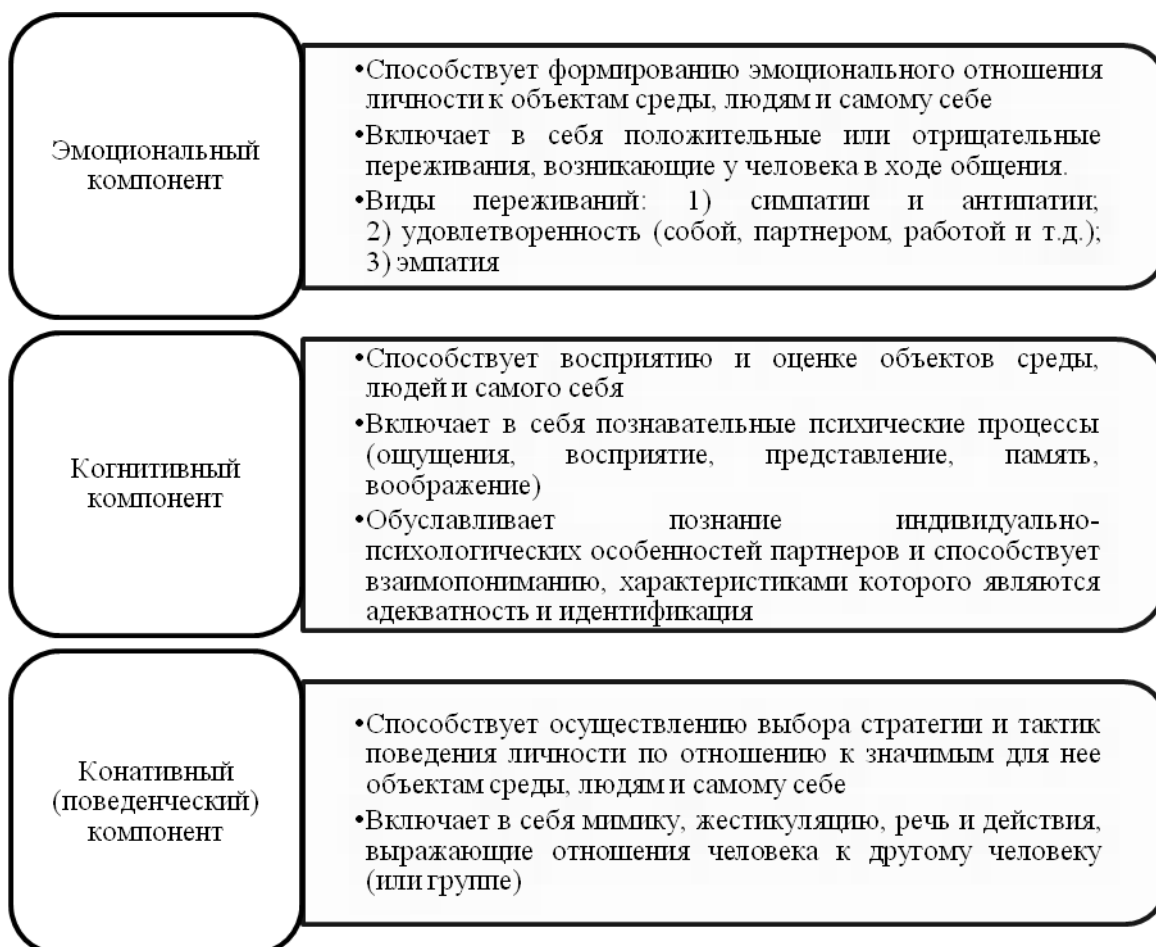 Эмоциональный
компонент
•Способствует формированию эмоционального отношения
личности к объектам среды, людям и самому себе
•Включает в себя положительные или отрицательные
переживания, возникающие у человека в ходе общения.
•Виды переживаний: 1) симпатии и антипатии;
2) удовлетворенность (собой, партнером, работой и т.д.);
3) эмпатия
Когнитивный
компонент
•Способствует восприятию и оценке объектов среды,
людей и самого себя
•Включает в себя познавательные психические процессы
(ощущения, восприятие, представление, память,
воображение)
•Обуславливает познание индивидуально-
психологических особенностей партнеров и способствует
взаимопониманию, характеристиками которого являются
адекватность и идентификация
Конативный
(поведенческий)
компонент
•Способствует осуществлению выбора стратегии и тактик
поведения личности по отношению к значимым для нее
объектам среды, людям и самому себе
•Включает в себя мимику, жестикуляцию, речь и действия,
выражающие отношения человека к другому человеку
(или группе)